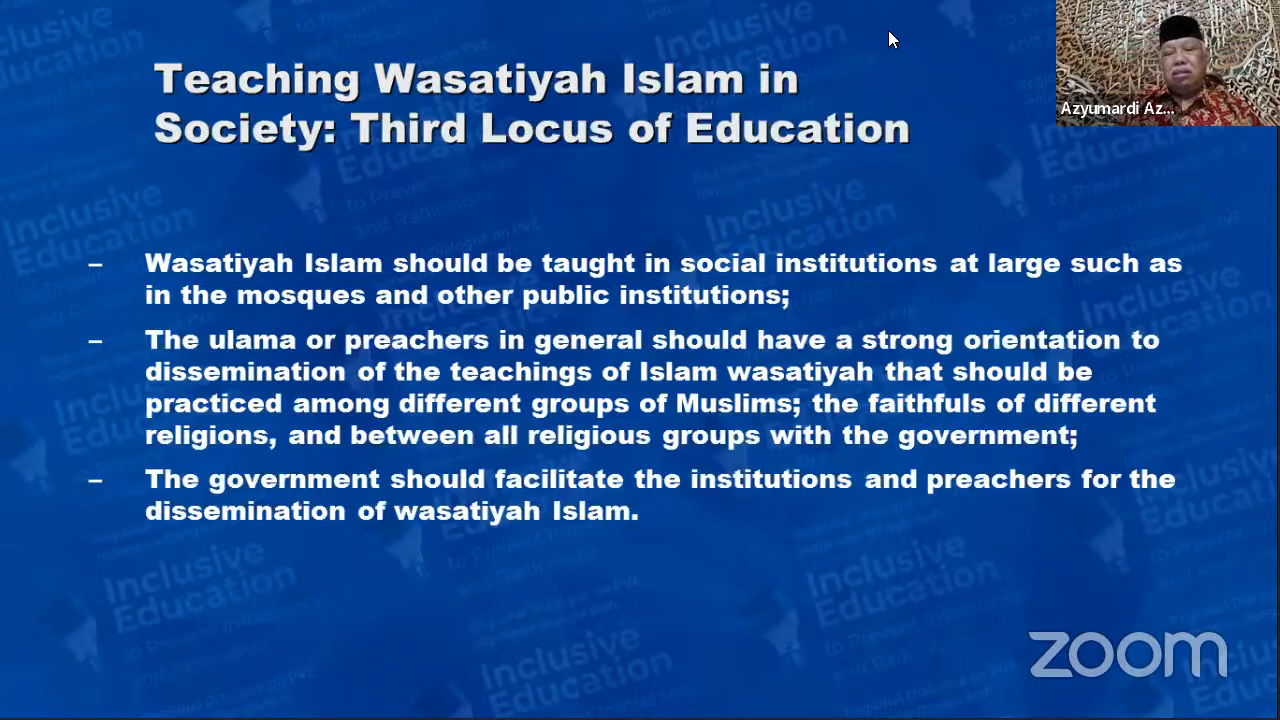 Teaching Wasatiyah Islam in
Society: Third Locus of Education
Azyumardi Az...
– Wasatiyah Islam should be taught in social institutions at large such as
in the mosques and other public institutions;
– The ulama or preachers in general should have a strong orientation to
dissemination of the teachings of Islam wasatiyah that should be
practiced among different groups of Muslims; the faithfuls of different
religions, and between all religious groups with the government;
– The government should facilitate the institutions and preachers for the
dissemination of wasatiyah Islam.
Inclusive
Education
zoom